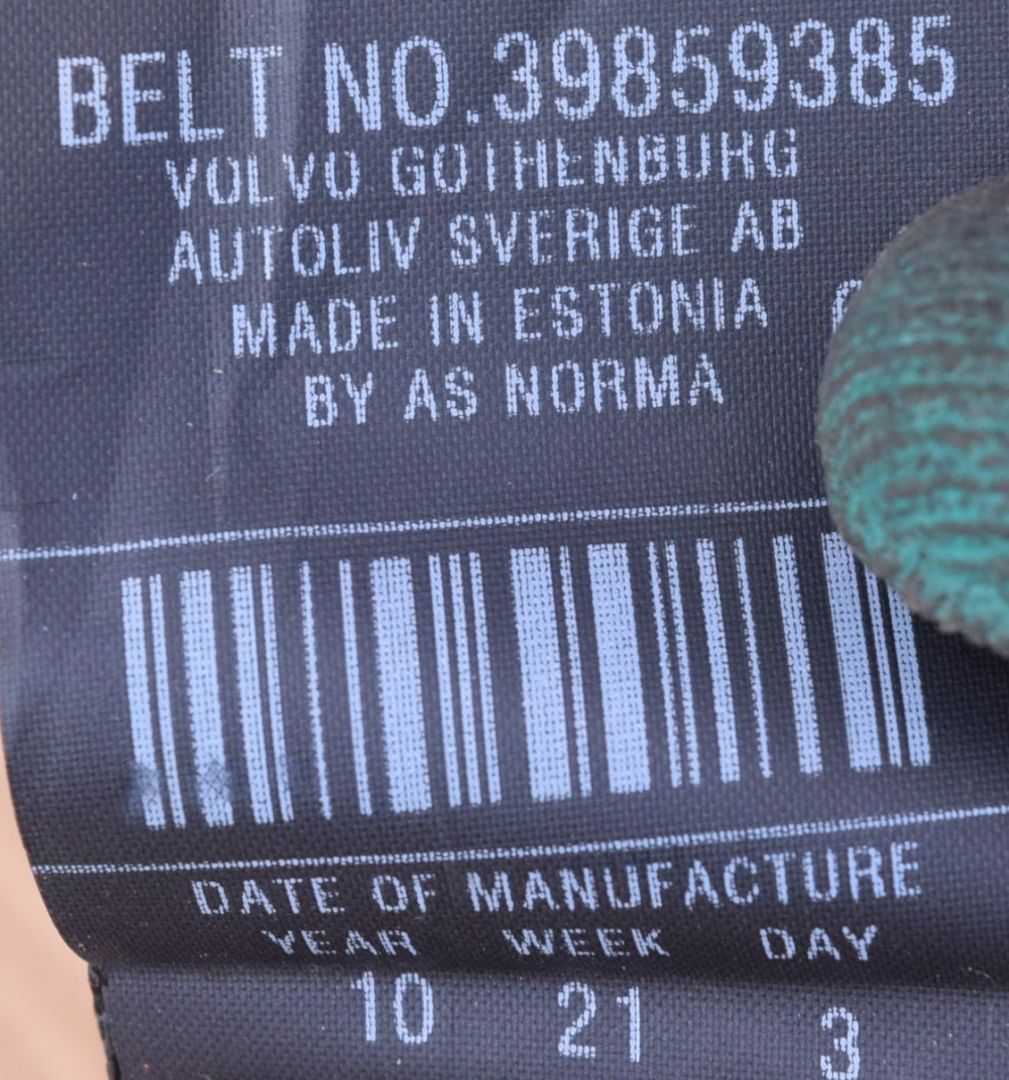 BELT NO.39859385
VOLVO GOTHENBURG
AUTOLIV SVERIGE AB
MADE IN ESTONIA
BY AS NORMA
DATE OF MANUFACTURE
YEAR WEEK DAY
10 21 3